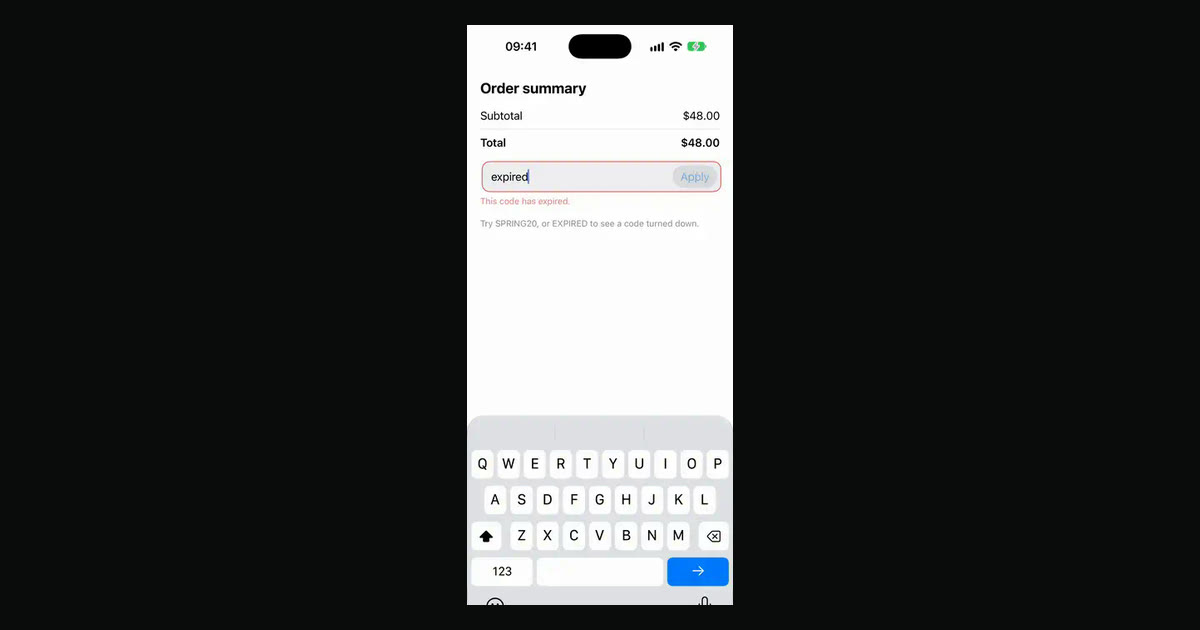 09:41
Order summary
Subtotal $48.00
Total $48.00
expired Apply
This code has expired.
Try SPRING20, or EXPIRED to see a code turned down.
Q W E R T Y U I O P
A S D F G H J K L
Z X C V B N M
123